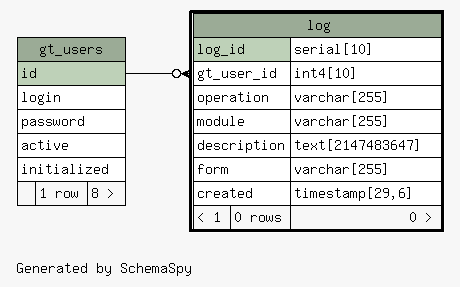 gt_users
id
login
password
active
initialized
1 row 8 >
log
log_id serial[10]
gt_user_id int4[10]
operation varchar[255]
module varchar[255]
description text[2147483647]
form varchar[255]
created timestamp[29,6]
< 1 0 rows 0 >
Generated by SchemaSpy